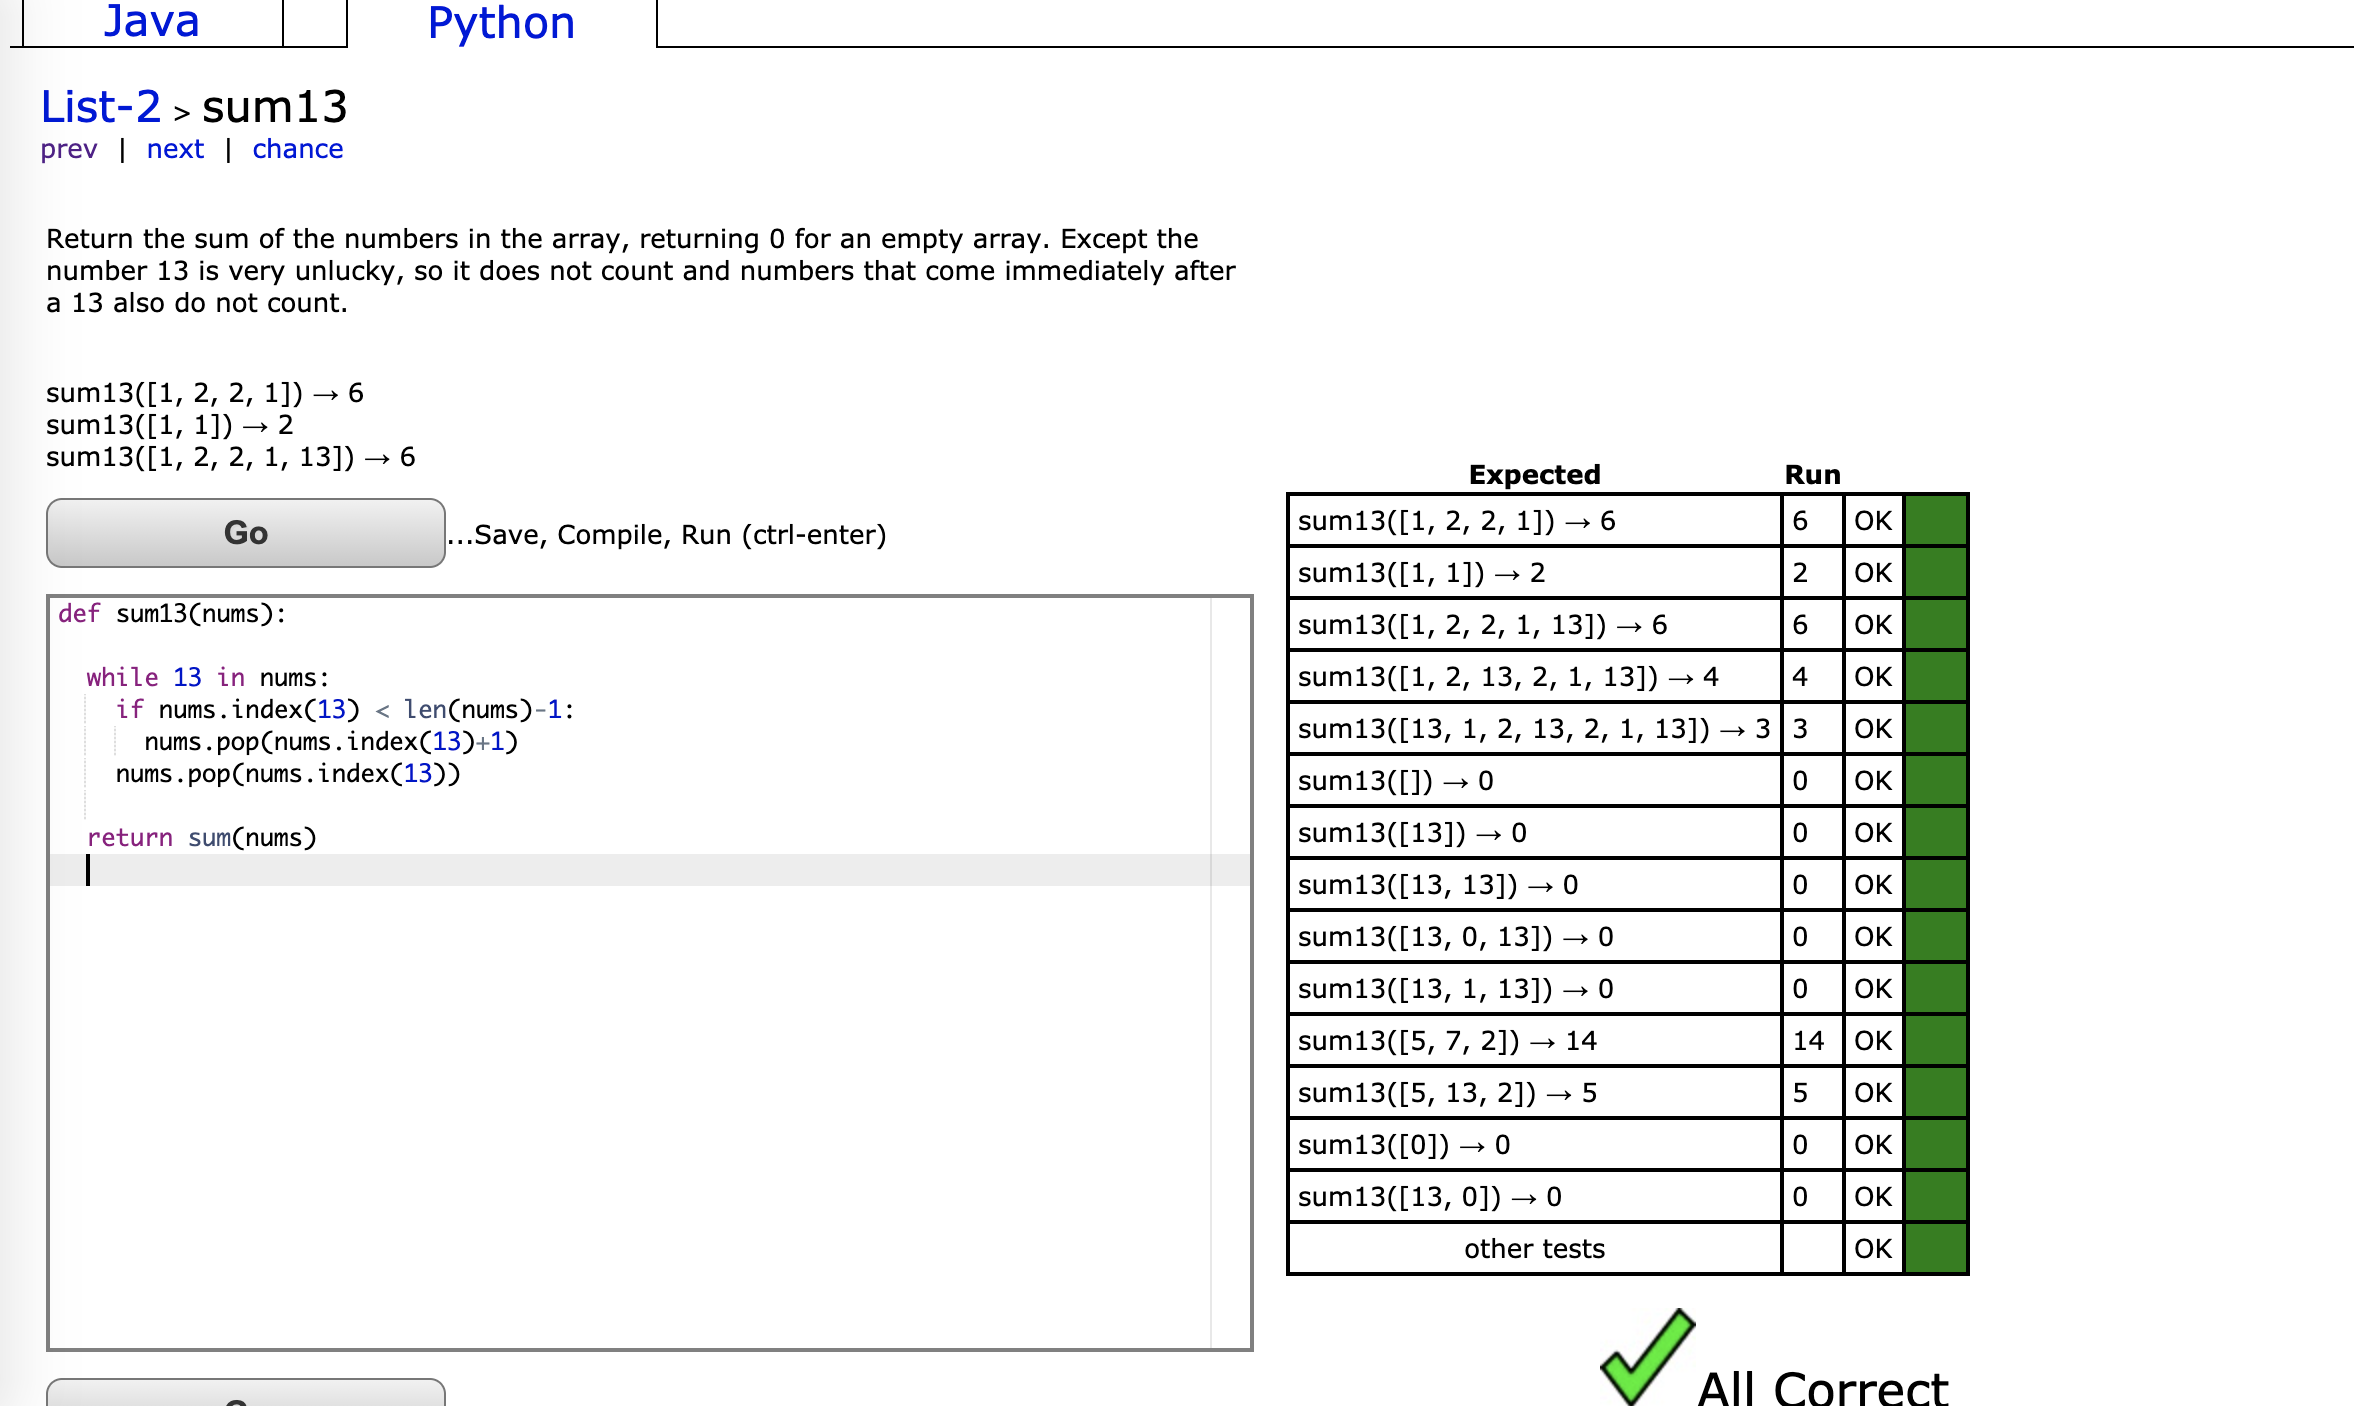 Java Python
List-2 > sum13
prev | next | chance
Return the sum of the numbers in the array, returning 0 for an empty array. Except the
number 13 is very unlucky, so it does not count and numbers that come immediately after
a 13 also do not count.
sum13([1, 2, 2, 1]) → 6
sum13([1, 1]) → 2
sum13([1, 2, 2, 1, 13]) → 6
Go ...Save, Compile, Run (ctrl-enter)
def sum13(nums):
  while 13 in nums:
    if nums.index(13) < len(nums)-1:
      nums.pop(nums.index(13)+1)
    nums.pop(nums.index(13))
  return sum(nums)
Expected Run
sum13([1, 2, 2, 1]) → 6 6 OK
sum13([1, 1]) → 2 2 OK
sum13([1, 2, 2, 1, 13]) → 6 6 OK
sum13([1, 2, 13, 2, 1, 13]) → 4 4 OK
sum13([13, 1, 2, 13, 2, 1, 13]) → 3 3 OK
sum13([]) → 0 0 OK
sum13([13]) → 0 0 OK
sum13([13, 13]) → 0 0 OK
sum13([13, 0, 13]) → 0 0 OK
sum13([13, 1, 13]) → 0 0 OK
sum13([5, 7, 2]) → 14 14 OK
sum13([5, 13, 2]) → 5 5 OK
sum13([0]) → 0 0 OK
sum13([13, 0]) → 0 0 OK
other tests OK
All Correct